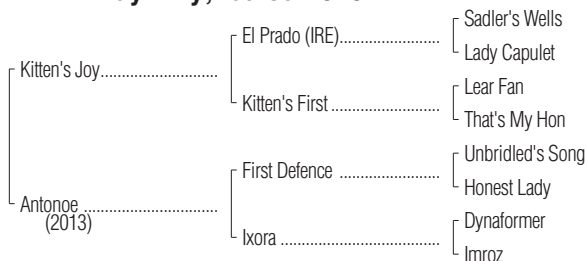 Sadler's Wells
El Prado (IRE)
Lady Capulet
Kitten's Joy
Lear Fan
Kitten's First
That's My Hon
Unbridled's Song
First Defence
Honest Lady
Antonoe
(2013)
Dynaformer
Ixora
Imroz